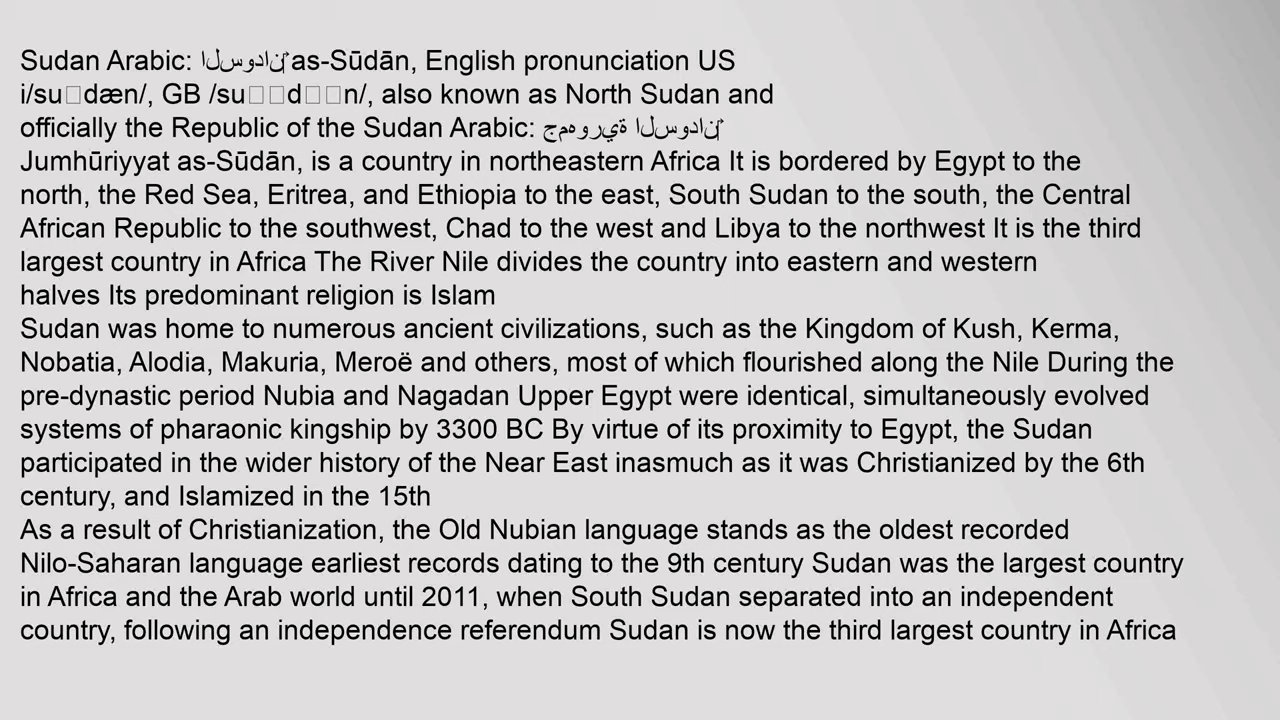 Sudan Arabic: السودان‎ as-Sūdān, English pronunciation US
i/su□dæn/, GB /su□□d□□n/, also known as North Sudan and
officially the Republic of the Sudan Arabic: جمهورية السودان‎
Jumhūriyyat as-Sūdān, is a country in northeastern Africa It is bordered by Egypt to the
north, the Red Sea, Eritrea, and Ethiopia to the east, South Sudan to the south, the Central
African Republic to the southwest, Chad to the west and Libya to the northwest It is the third
largest country in Africa The River Nile divides the country into eastern and western
halves Its predominant religion is Islam
Sudan was home to numerous ancient civilizations, such as the Kingdom of Kush, Kerma,
Nobatia, Alodia, Makuria, Meroë and others, most of which flourished along the Nile During the
pre-dynastic period Nubia and Nagadan Upper Egypt were identical, simultaneously evolved
systems of pharaonic kingship by 3300 BC By virtue of its proximity to Egypt, the Sudan
participated in the wider history of the Near East inasmuch as it was Christianized by the 6th
century, and Islamized in the 15th
As a result of Christianization, the Old Nubian language stands as the oldest recorded
Nilo-Saharan language earliest records dating to the 9th century Sudan was the largest country
in Africa and the Arab world until 2011, when South Sudan separated into an independent
country, following an independence referendum Sudan is now the third largest country in Africa